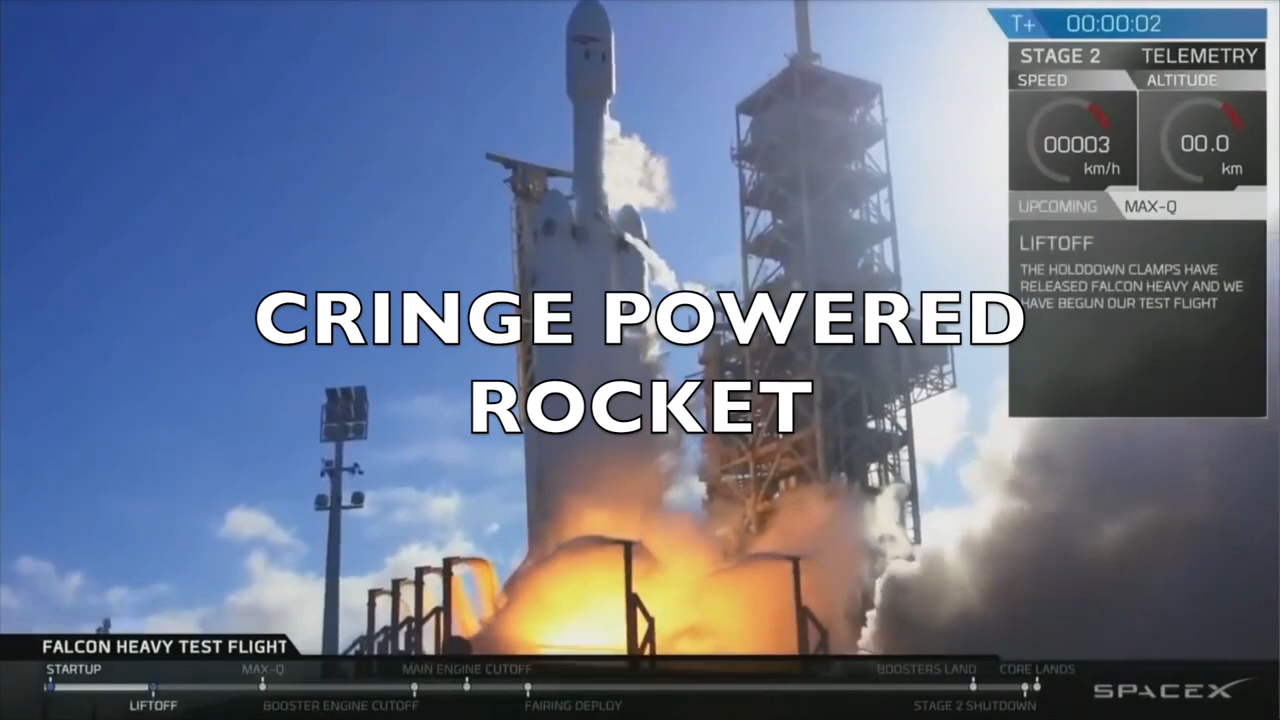 T+ 00:00:02
STAGE 2 TELEMETRY
SPEED ALTITUDE
00003 00.0
km/h km
UPCOMING MAX-Q
LIFTOFF
THE HOLDDOWN CLAMPS HAVE
RELEASED FALCON HEAVY AND WE
HAVE BEGUN OUR TEST FLIGHT
CRINGE POWERED
ROCKET
FALCON HEAVY TEST FLIGHT
STARTUP MAX-Q MAIN ENGINE CUTOFF BOOSTERS LAND CORE LANDS
LIFTOFF BOOSTER ENGINE CUTOFF FAIRING DEPLOY STAGE 2 SHUTDOWN
SPACEX